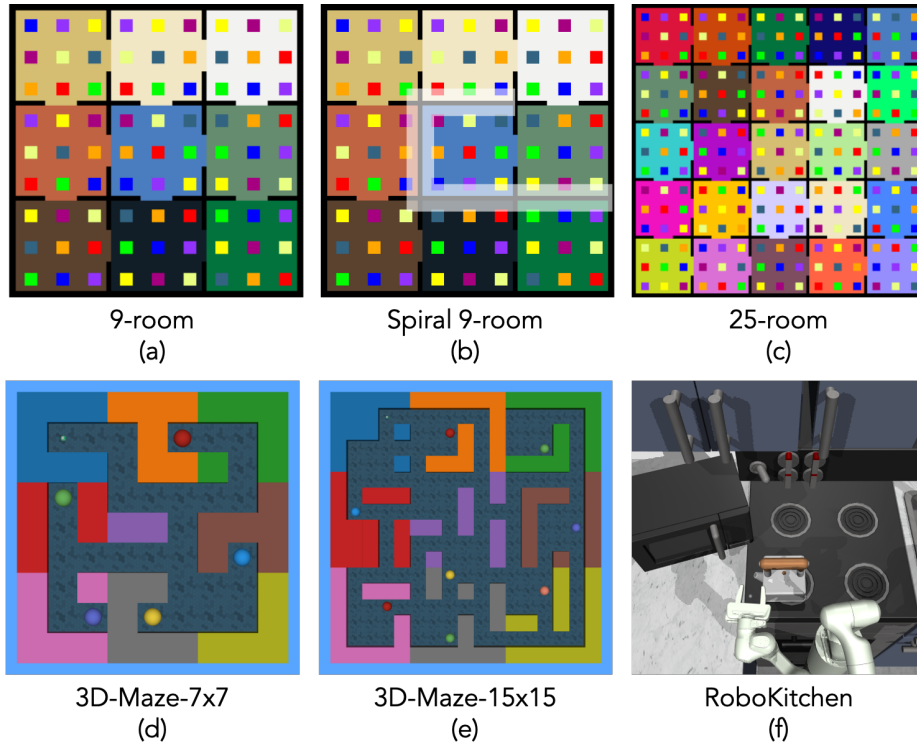 9-room
(a)
Spiral 9-room
(b)
25-room
(c)
3D-Maze-7x7
(d)
3D-Maze-15x15
(e)
RoboKitchen
(f)